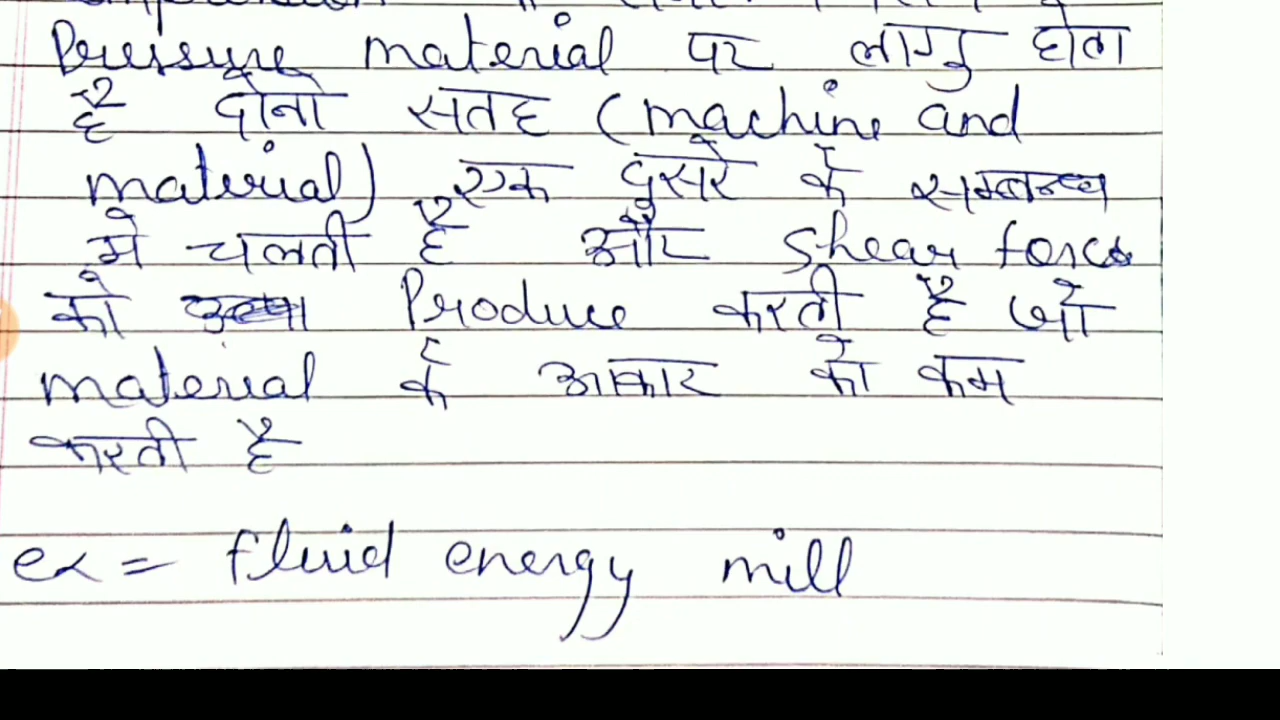 Pressure material पर लागु होता
है दोनो सतह (machine and
material) एक दुसरे के सम्बन्ध
मे चलती है और shear force
को Produce करती है जो
material के आकार को कम
करती है
ex = fluid energy mill